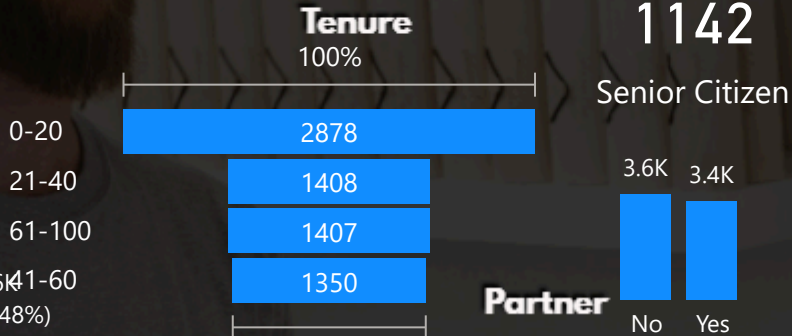 Tenure
100%
0-20 2878
21-40 1408
61-100 1407
41-60 1350
48%)
1142
Senior Citizen
3.6K 3.4K
Partner
No Yes